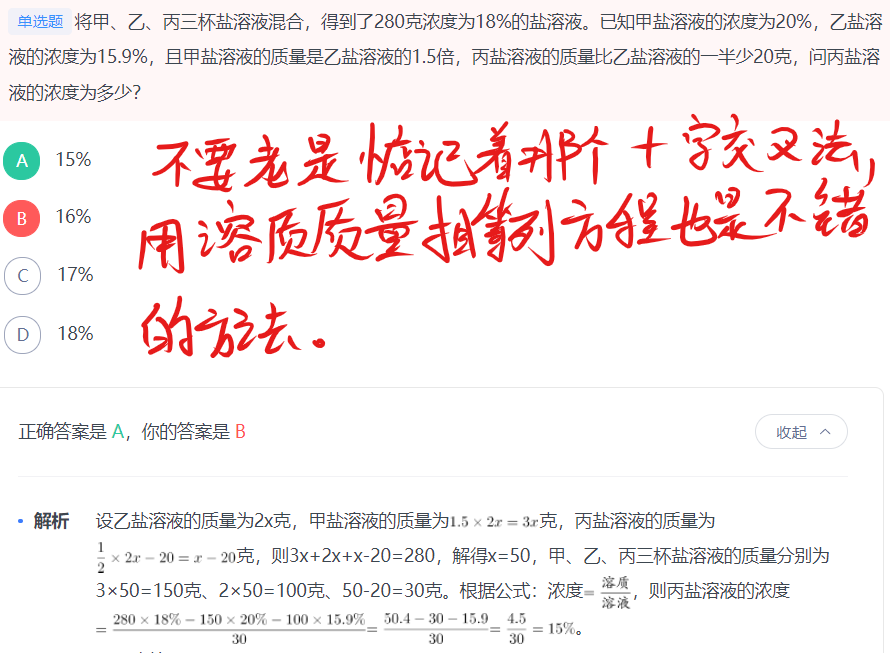 单选题 将甲、乙、丙三杯盐溶液混合，得到了280克浓度为18%的盐溶液。已知甲盐溶液的浓度为20%，乙盐溶
液的浓度为15.9%，且甲盐溶液的质量是乙盐溶液的1.5倍，丙盐溶液的质量比乙盐溶液的一半少20克，问丙盐溶
液的浓度为多少?
A 15%
B 16%
C 17%
D 18%
不要老是惦记着那个十字交叉法,
用溶质质量相等列方程也是不错
的方法。
正确答案是 A，你的答案是 B
收起
• 解析 设乙盐溶液的质量为2x克，甲盐溶液的质量为1.5 × 2x = 3x克，丙盐溶液的质量为
1/2 × 2x − 20 = x − 20克，则3x+2x+x-20=280，解得x=50，甲、乙、丙三杯盐溶液的质量分别为
3×50=150克、2×50=100克、50-20=30克。根据公式：浓度= 溶质/溶液，则丙盐溶液的浓度
= (280 × 18% − 150 × 20% − 100 × 15.9%)/30 = (50.4 − 30 − 15.9)/30 = 4.5/30 = 15%。